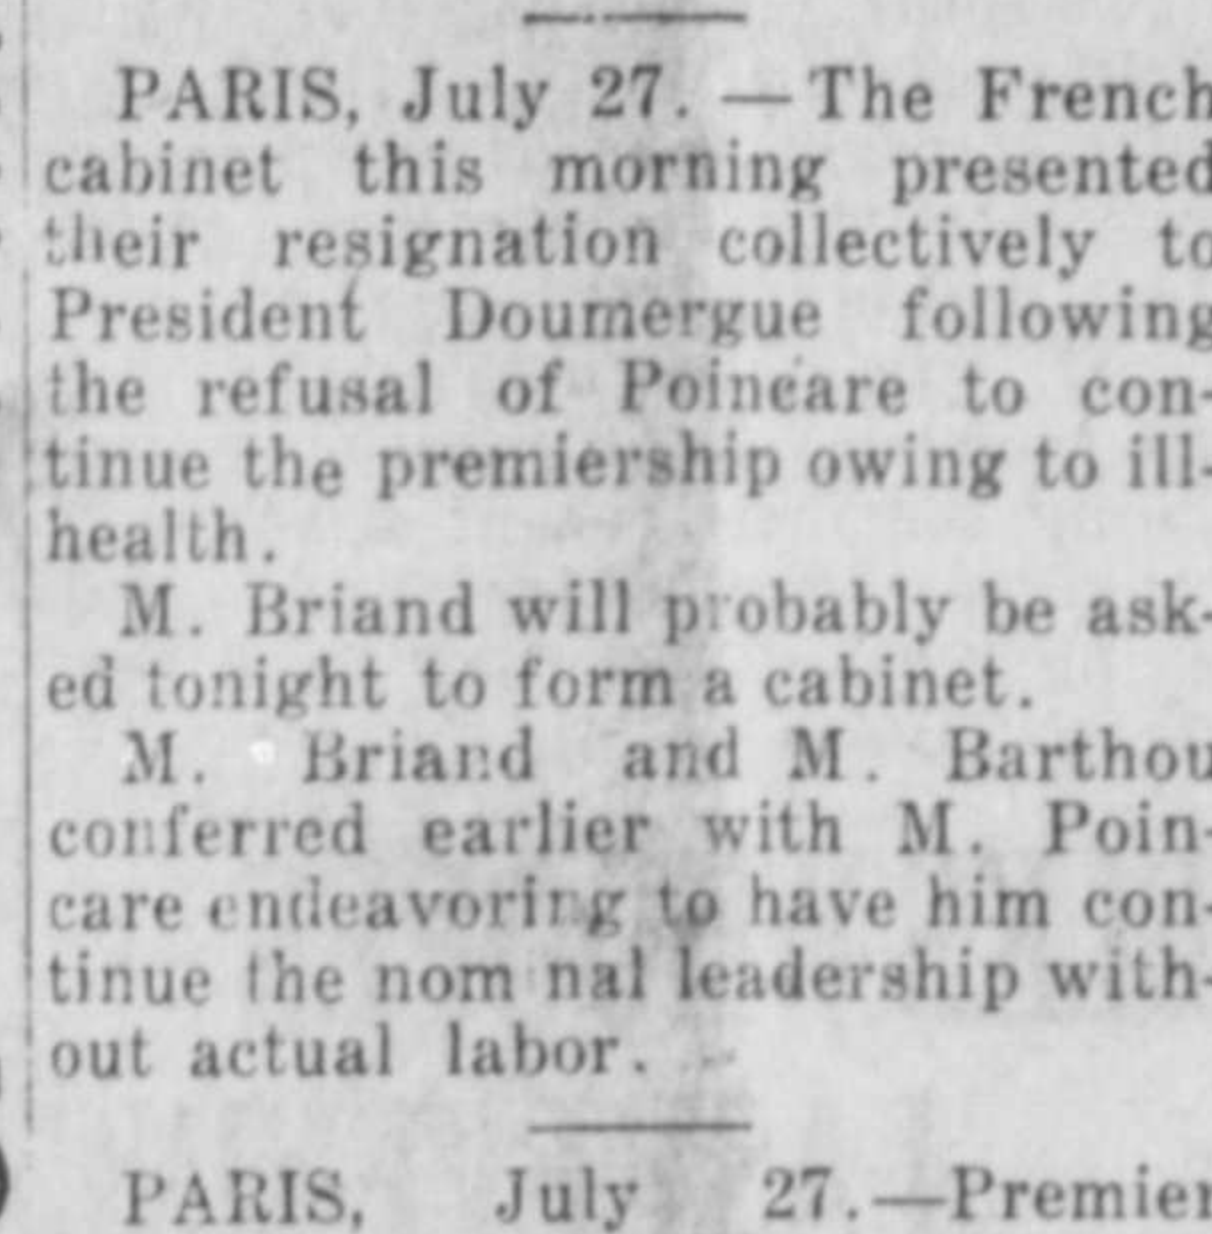 PARIS, July 27. — The French
cabinet this morning presented
their resignation collectively to
President Doumergue following
the refusal of Poincare to con-
tinue the premiership owing to ill-
health.
M. Briand will probably be ask-
ed tonight to form a cabinet.
M. Briand and M. Barthou
conferred earlier with M. Poin-
care endeavoring to have him con-
tinue the nominal leadership with-
out actual labor.
PARIS, July 27.—Premier